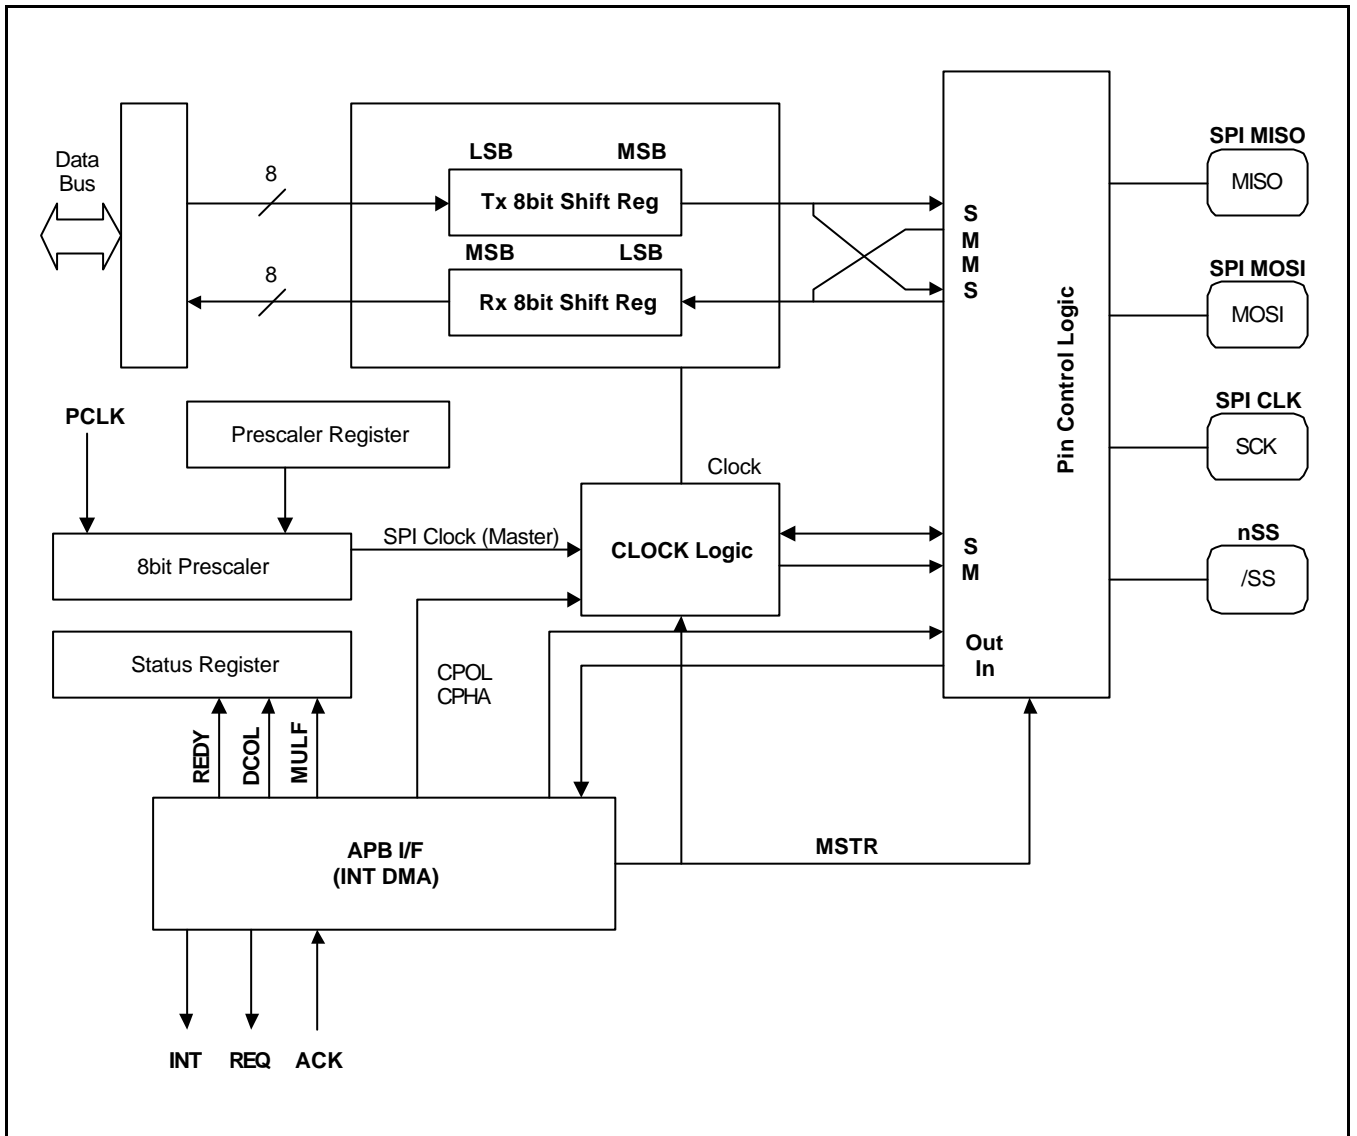 Data
Bus
8
8
LSB MSB
Tx 8bit Shift Reg
MSB LSB
Rx 8bit Shift Reg
S
M
M
S
Pin Control Logic
SPI MISO
MISO
SPI MOSI
MOSI
SPI CLK
SCK
nSS
/SS
PCLK
Prescaler Register
8bit Prescaler
SPI Clock (Master)
Clock
CLOCK Logic
S
M
Out
In
Status Register
CPOL
CPHA
REDY
DCOL
MULF
APB I/F
(INT DMA)
MSTR
INT REQ ACK